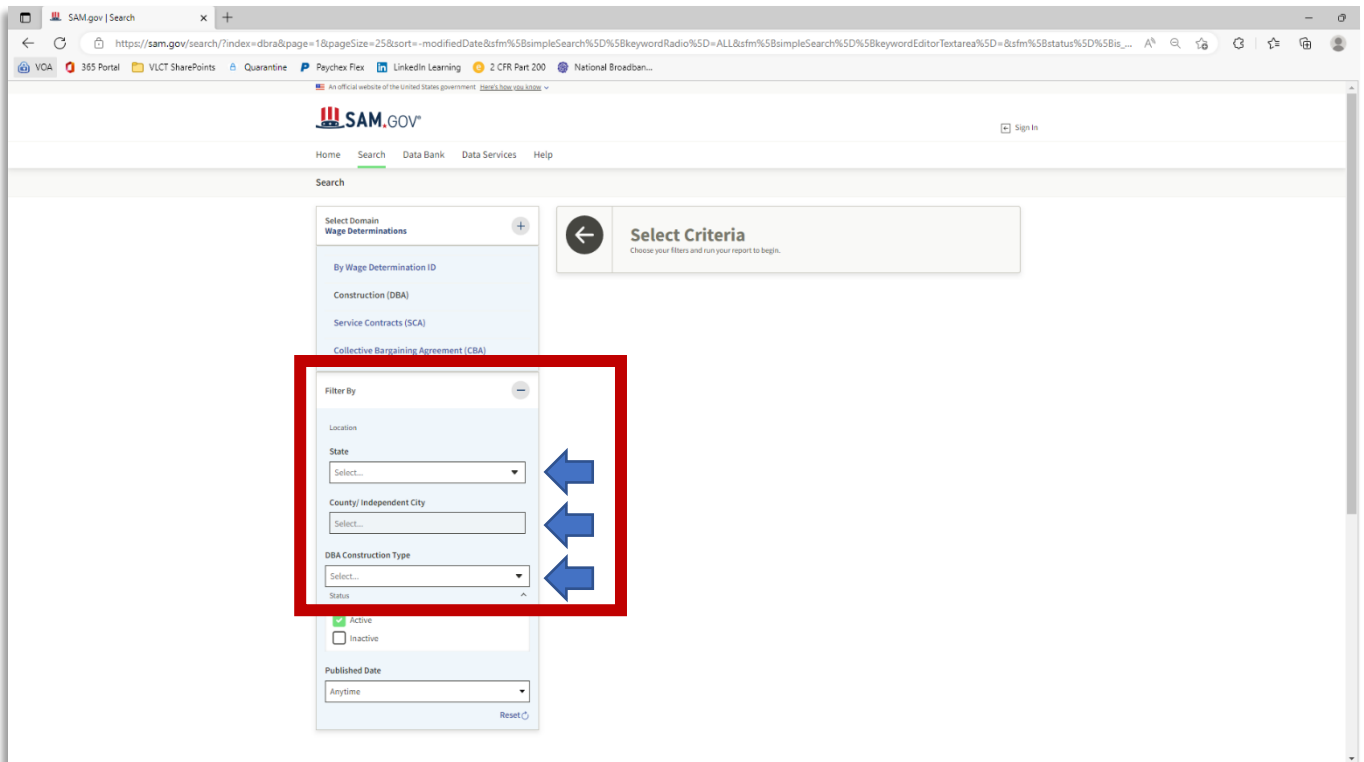 SAM.gov | Search
https://sam.gov/search/?index=dbra&page=1&pageSize=25&sort=-modifiedDate&sfm%5BsimpleSearch%5D%5BkeywordRadio%5D=ALL&sfm%5BsimpleSearch%5D%5BkeywordEditorTextarea%5D=&sfm%5Bstatus%5D%5Bis_...
VOA 365 Portal VLCT SharePoints Quarantine Paychex Flex LinkedIn Learning 2 CFR Part 200 National Broadban...
An official website of the United States government Here's how you know
SAM.GOV®
Sign In
Home Search Data Bank Data Services Help
Search
Select Domain
Wage Determinations
By Wage Determination ID
Construction (DBA)
Service Contracts (SCA)
Collective Bargaining Agreement (CBA)
Select Criteria
Choose your filters and run your report to begin.
Filter By
Location
State
Select...
County/ Independent City
Select...
DBA Construction Type
Select...
Status
Active
Inactive
Published Date
Anytime
Reset